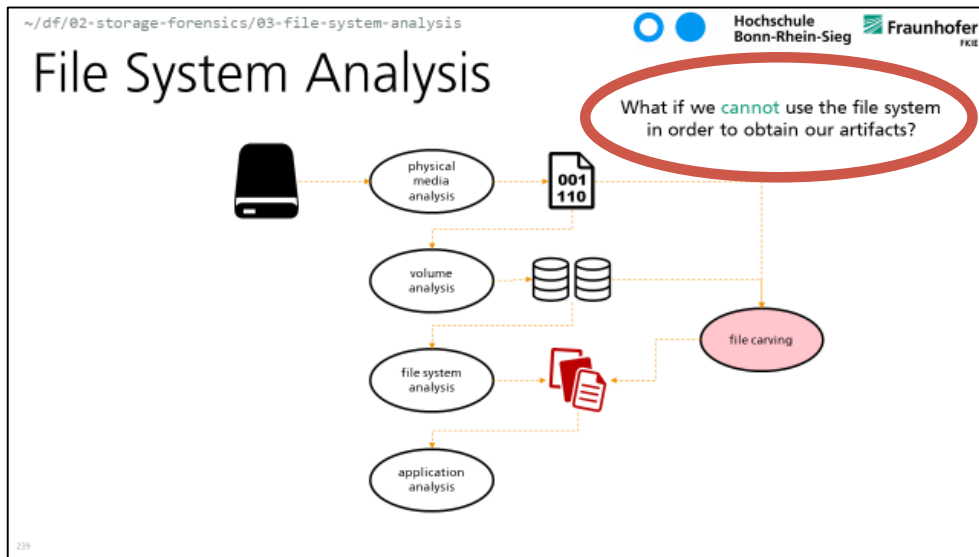 ~/df/02-storage-forensics/03-file-system-analysis
Hochschule
Bonn-Rhein-Sieg
Fraunhofer
FKIE
File System Analysis
What if we cannot use the file system
in order to obtain our artifacts?
physical
media
analysis
001
110
volume
analysis
file carving
file system
analysis
application
analysis
239